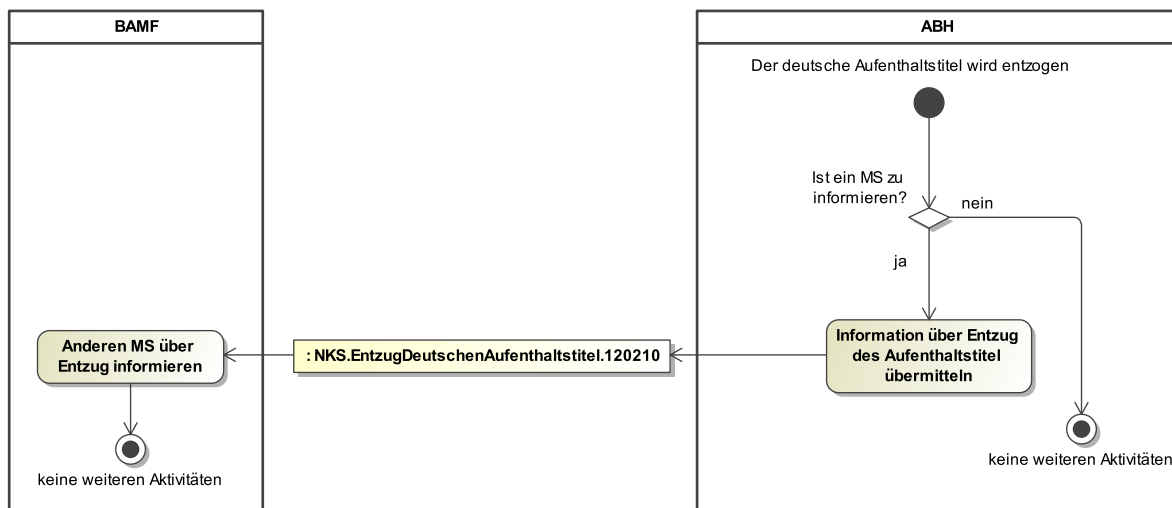 BAMF
ABH
Der deutsche Aufenthaltstitel wird entzogen
Ist ein MS zu
informieren?
nein
ja
Anderen MS über
Entzug informieren
: NKS.EntzugDeutschenAufenthaltstitel.120210
Information über Entzug
des Aufenthaltstitel
übermitteln
keine weiteren Aktivitäten
keine weiteren Aktivitäten